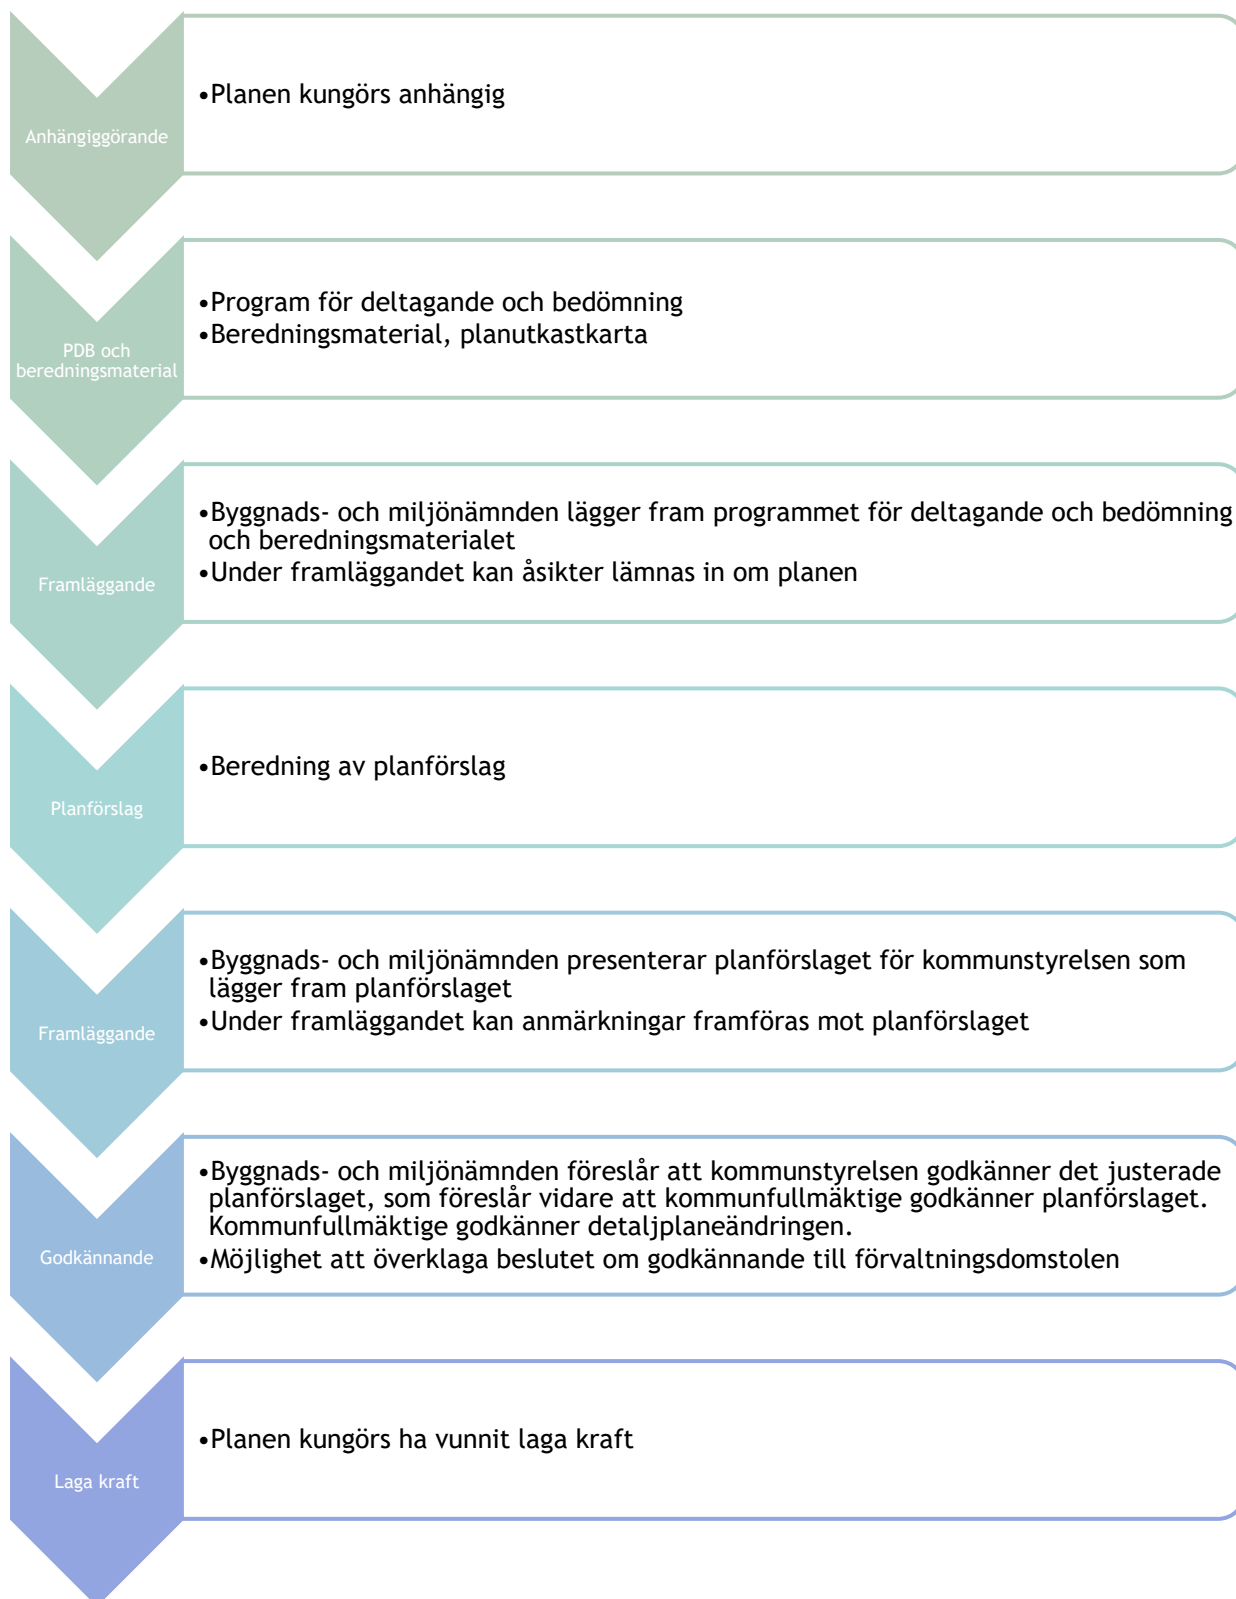 Anhängiggörande
•Planen kungörs anhängig
PDB och
beredningsmaterial
•Program för deltagande och bedömning
•Beredningsmaterial, planutkastkarta
Framläggande
•Byggnads- och miljönämnden lägger fram programmet för deltagande och bedömning
och beredningsmaterialet
•Under framläggandet kan åsikter lämnas in om planen
Planförslag
•Beredning av planförslag
Framläggande
•Byggnads- och miljönämnden presenterar planförslaget för kommunstyrelsen som
lägger fram planförslaget
•Under framläggandet kan anmärkningar framföras mot planförslaget
Godkännande
•Byggnads- och miljönämnden föreslår att kommunstyrelsen godkänner det justerade
planförslaget, som föreslår vidare att kommunfullmäktige godkänner planförslaget.
Kommunfullmäktige godkänner detaljplaneändringen.
•Möjlighet att överklaga beslutet om godkännande till förvaltningsdomstolen
Laga kraft
•Planen kungörs ha vunnit laga kraft